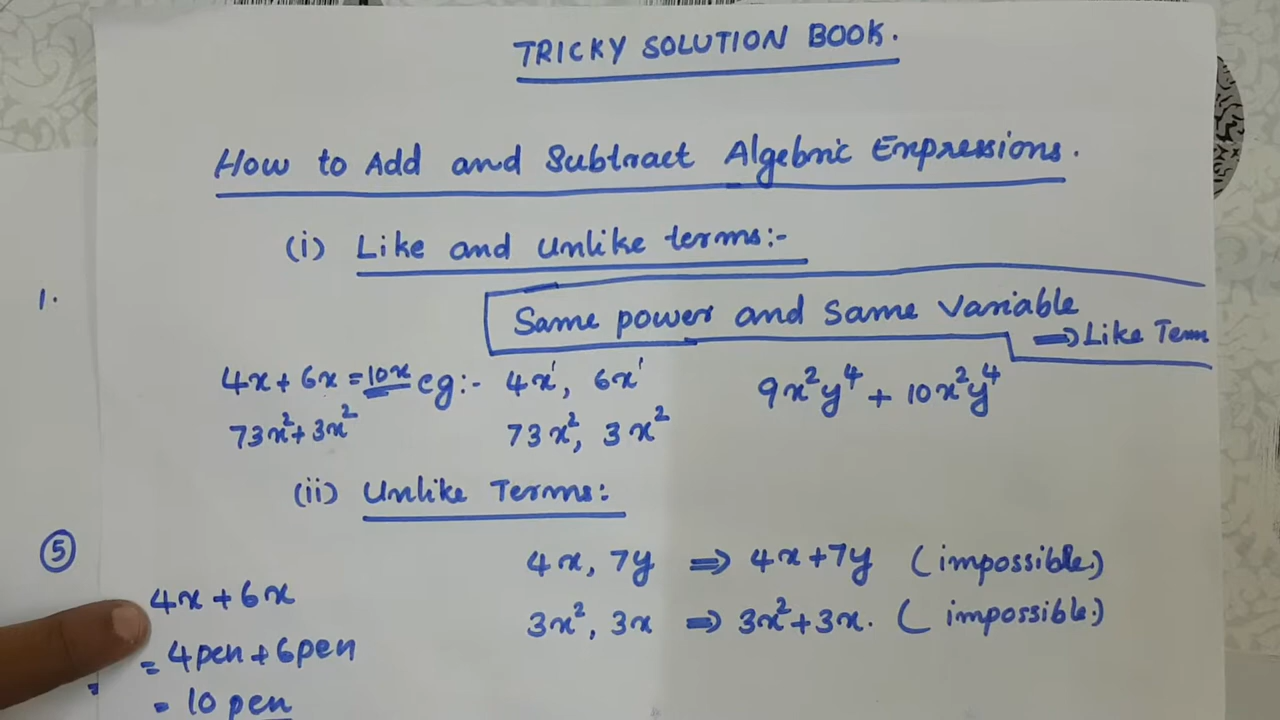 TRICKY SOLUTION BOOK.
How to Add and Subtract Algebric Expressions.
(i) Like and Unlike terms:-
1.
Same power and Same Variable
⇒ Like Term
4x + 6x = 10x eg:- 4x¹, 6x¹ 9x²y⁴ + 10x²y⁴
73x² + 3x² 73x², 3x²
(ii) Unlike Terms:
5
4x, 7y ⇒ 4x+7y (impossible.)
4x + 6x
3x², 3x ⇒ 3x²+3x. (impossible.)
= 4pen + 6pen
= 10 pen